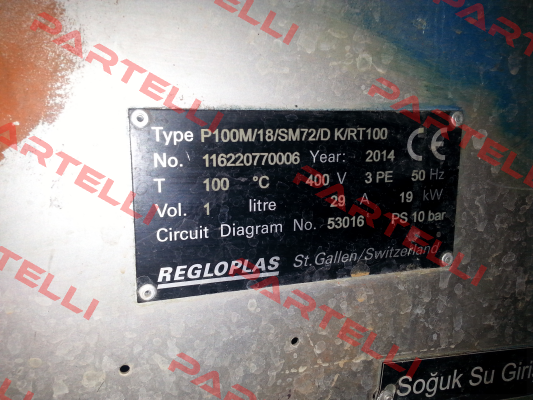 Type P100M/18/SM72/D K/RT100
No. 116220770006 Year: 2014 CE
T 100 °C 400 V 3 PE 50 Hz
Vol. 1 litre 29 A 19 kW
Circuit Diagram No. 53016 PS 10 bar
REGLOPLAS St.Gallen/Switzerland
Soğuk Su Giriş
PARTELLI
PARTELLI
PARTELLI
PARTELLI
PARTELLI
PARTELLI